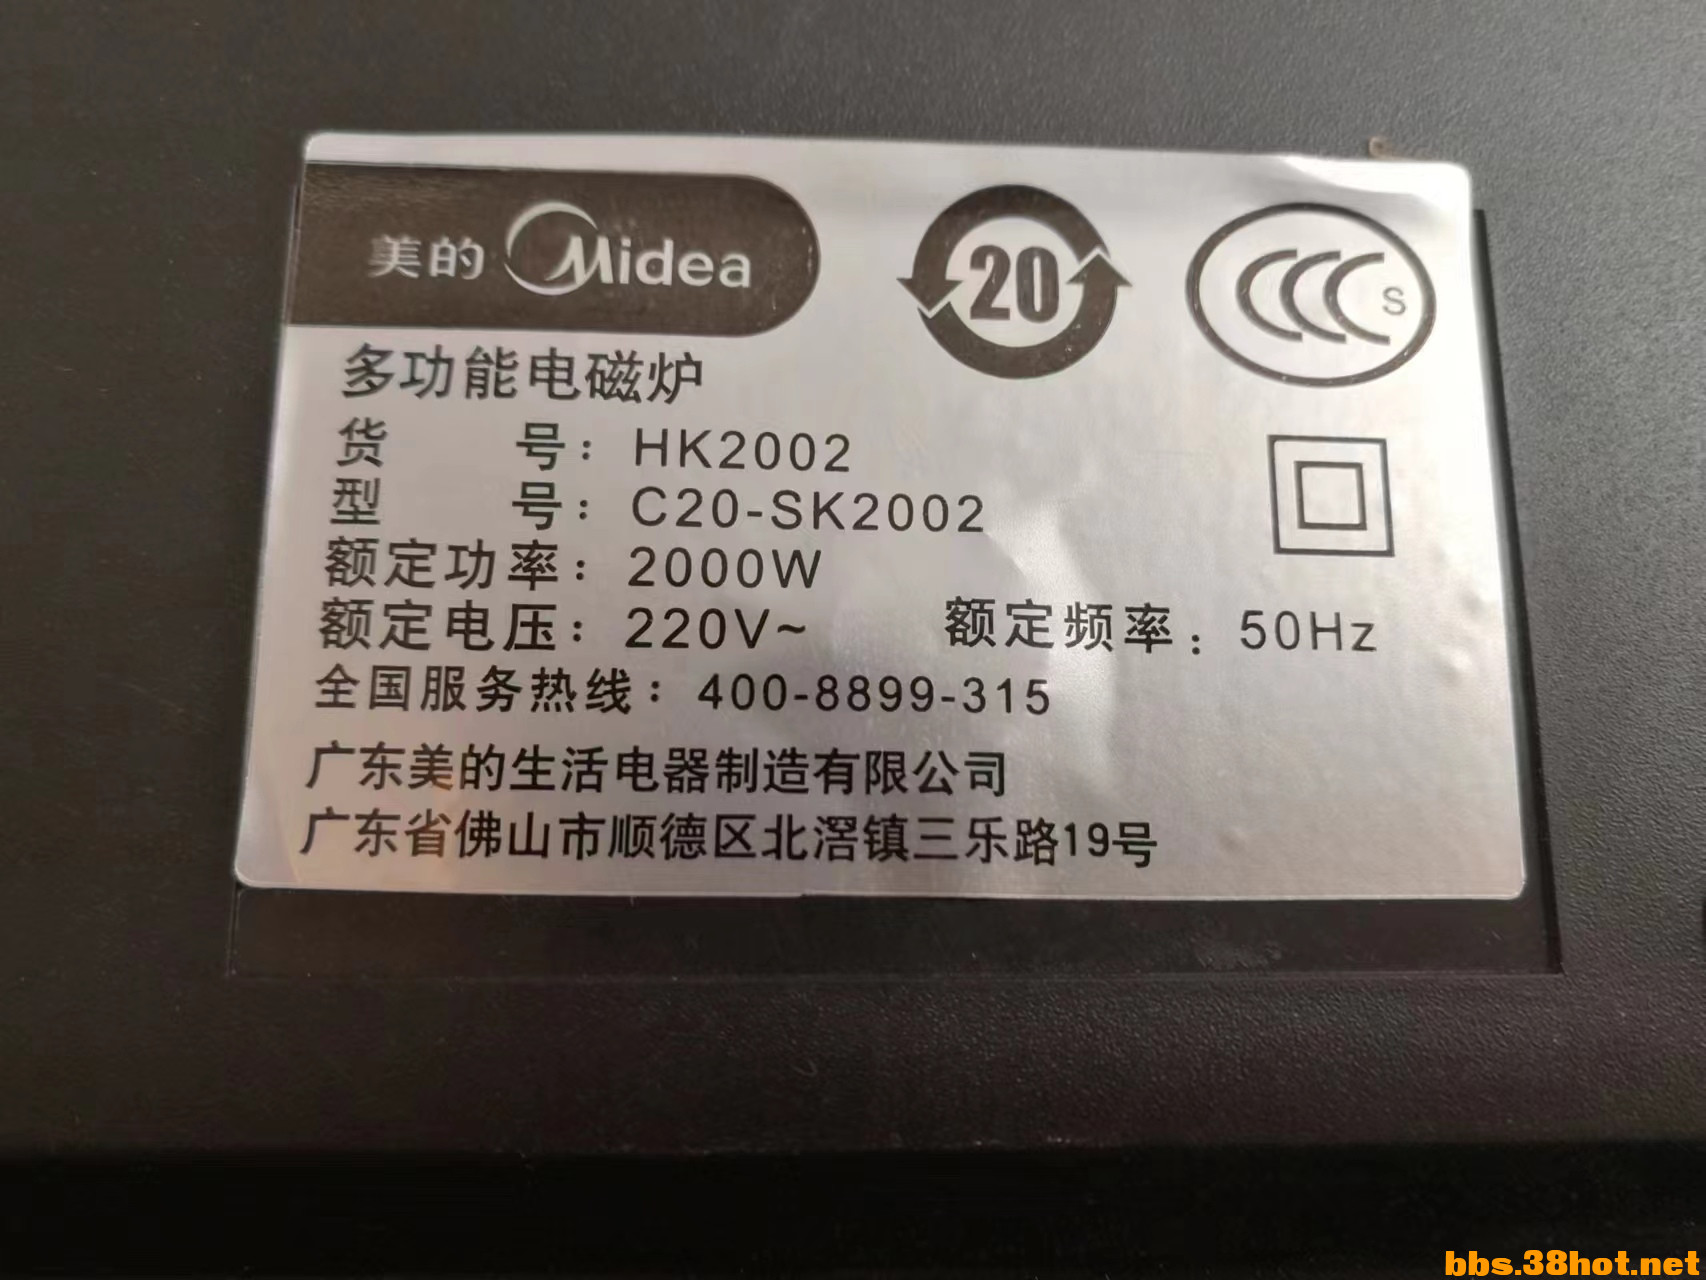 美的 Midea
20
CCC S
多功能电磁炉
货 号：HK2002
型 号：C20-SK2002
额定功率：2000W
额定电压：220V~ 额定频率：50Hz
全国服务热线：400-8899-315
广东美的生活电器制造有限公司
广东省佛山市顺德区北滘镇三乐路19号
bbs.38hot.net